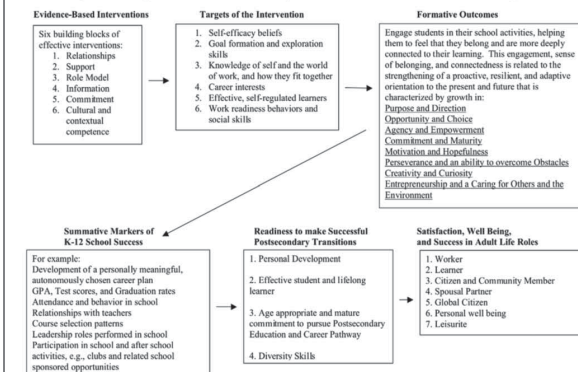 Evidence-Based Interventions
Six building blocks of
effective interventions:
1. Relationships
2. Support
3. Role Model
4. Information
5. Commitment
6. Cultural and
contextual
competence
Targets of the Intervention
1. Self-efficacy beliefs
2. Goal formation and exploration
skills
3. Knowledge of self and the world
of work, and how they fit together
4. Career interests
5. Effective, self-regulated learners
6. Work readiness behaviors and
social skills
Formative Outcomes
Engage students in their school activities, helping
them to feel that they belong and are more deeply
connected to their learning. This engagement, sense
of belonging, and connectedness is related to the
strengthening of a proactive, resilient, and adaptive
orientation to the present and future that is
characterized by growth in:
Purpose and Direction
Opportunity and Choice
Agency and Empowerment
Commitment and Maturity
Motivation and Hopefulness
Perseverance and an ability to overcome Obstacles
Creativity and Curiosity
Entrepreneurship and a Caring for Others and the
Environment
Summative Markers of
K-12 School Success
For example:
Development of a personally meaningful,
autonomously chosen career plan
GPA, Test scores, and Graduation rates
Attendance and behavior in school
Relationships with teachers
Course selection patterns
Leadership roles performed in school
Participation in school and after school
activities, e.g., clubs and related school
sponsored opportunities
Readiness to make Successful
Postsecondary Transitions
1. Personal Development
2. Effective student and lifelong
learner
3. Age appropriate and mature
commitment to pursue Postsecondary
Education and Career Pathway
4. Diversity Skills
Satisfaction, Well Being,
and Success in Adult Life Roles
1. Worker
2. Learner
3. Citizen and Community Member
4. Spousal Partner
5. Global Citizen
6. Personal well being
7. Leisurite